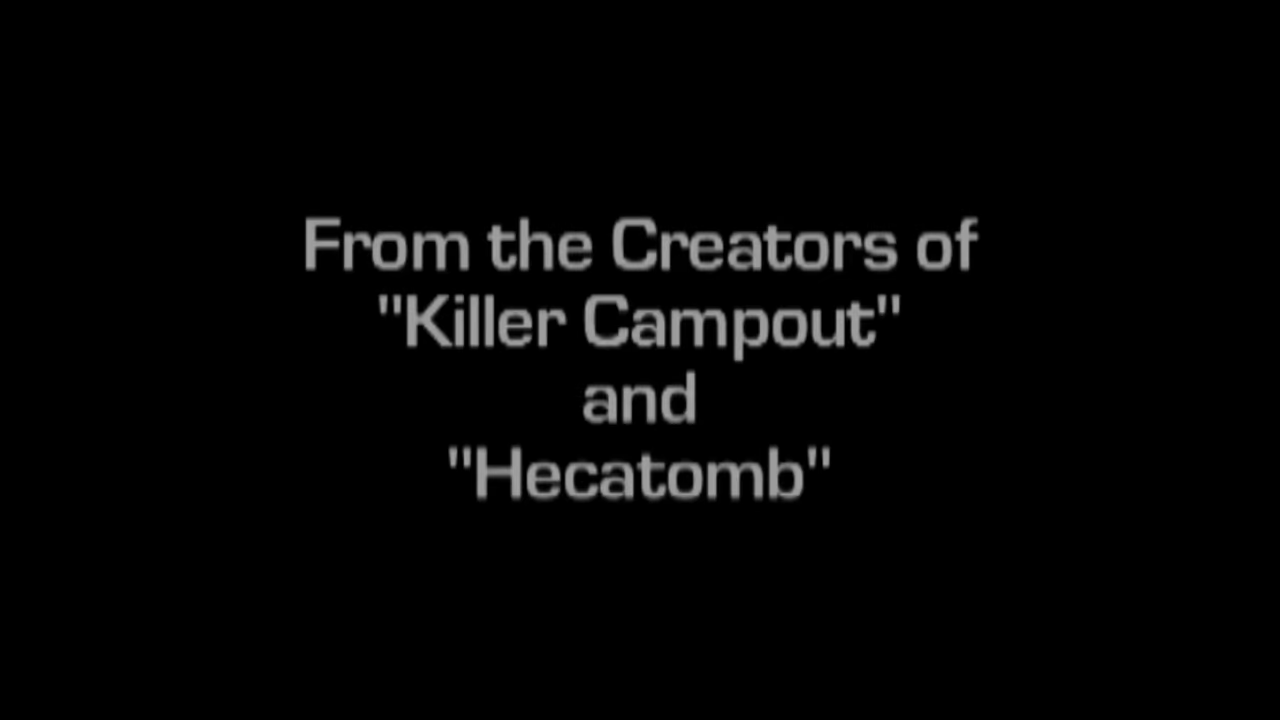 From the Creators of
"Killer Campout"
and
"Hecatomb"